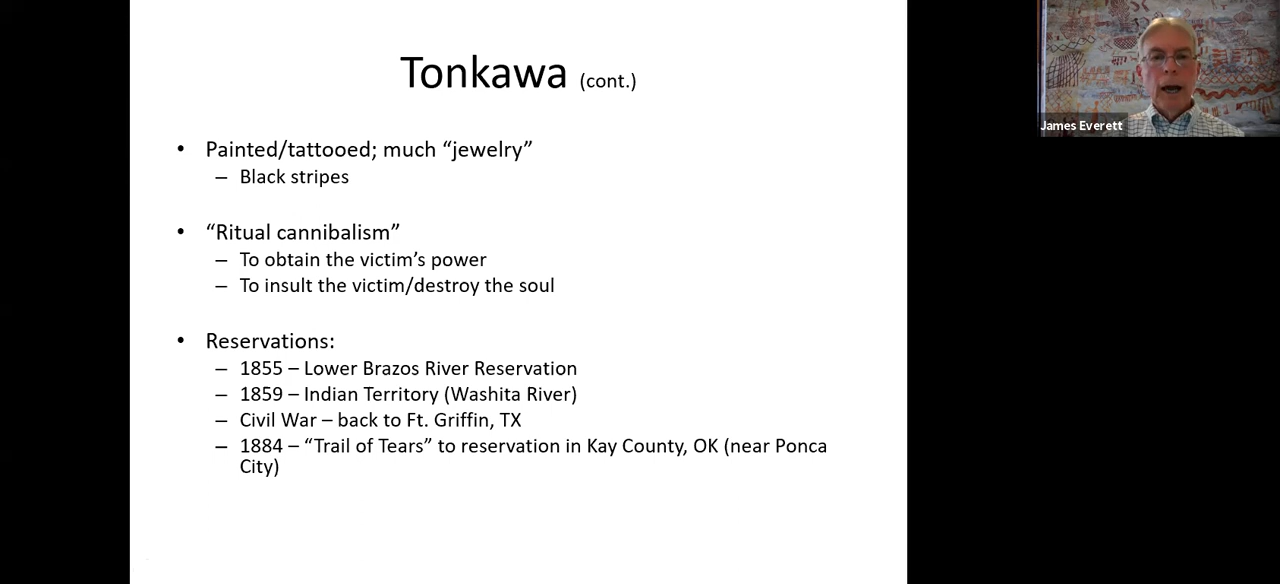 Tonkawa (cont.)
• Painted/tattooed; much “jewelry”
– Black stripes
• “Ritual cannibalism”
– To obtain the victim’s power
– To insult the victim/destroy the soul
• Reservations:
– 1855 – Lower Brazos River Reservation
– 1859 – Indian Territory (Washita River)
– Civil War – back to Ft. Griffin, TX
– 1884 – “Trail of Tears” to reservation in Kay County, OK (near Ponca
City)
James Everett